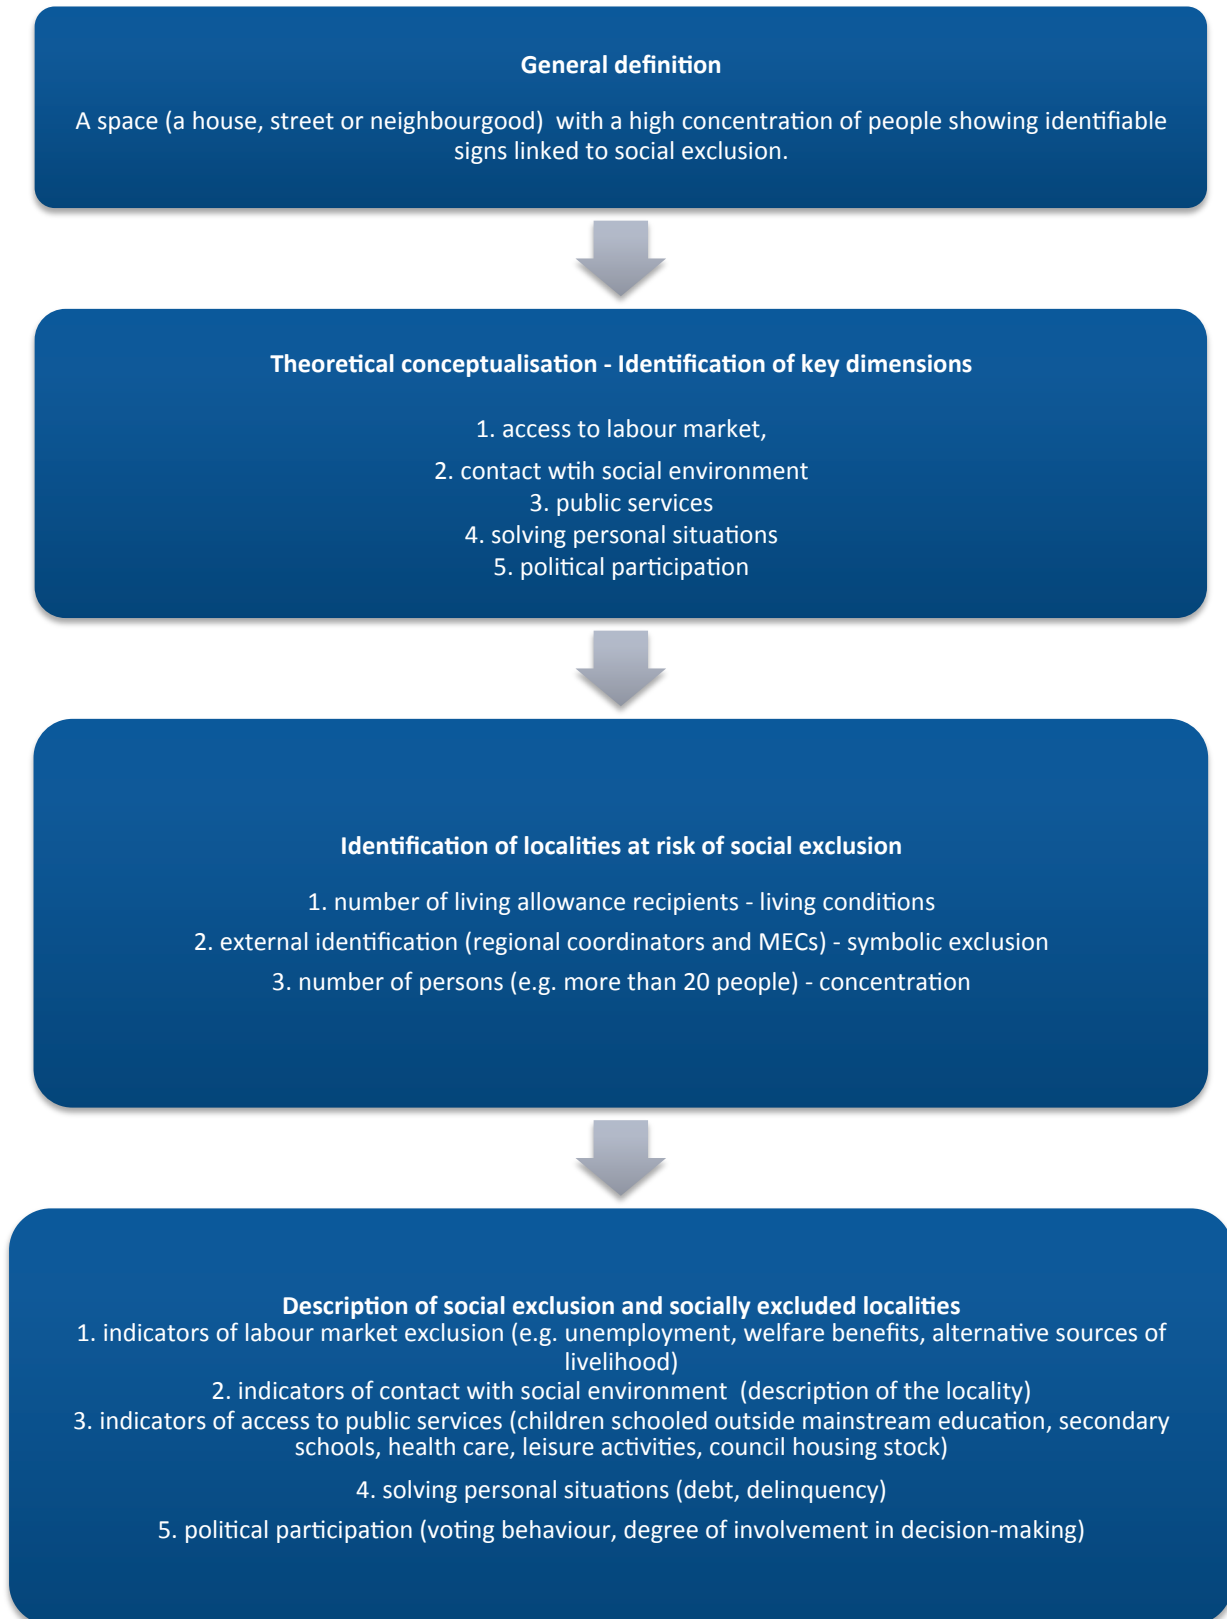 General definition
A space (a house, street or neighbourgood)  with a high concentration of people showing identifiable
signs linked to social exclusion.
Theoretical conceptualisation - Identification of key dimensions
1. access to labour market,
2. contact wtih social environment
3. public services
4. solving personal situations
5. political participation
Identification of localities at risk of social exclusion
1. number of living allowance recipients - living conditions
2. external identification (regional coordinators and MECs) - symbolic exclusion
3. number of persons (e.g. more than 20 people) - concentration
Description of social exclusion and socially excluded localities
1. indicators of labour market exclusion (e.g. unemployment, welfare benefits, alternative sources of
livelihood)
2. indicators of contact with social environment  (description of the locality)
3. indicators of access to public services (children schooled outside mainstream education, secondary
schools, health care, leisure activities, council housing stock)
4. solving personal situations (debt, delinquency)
5. political participation (voting behaviour, degree of involvement in decision-making)